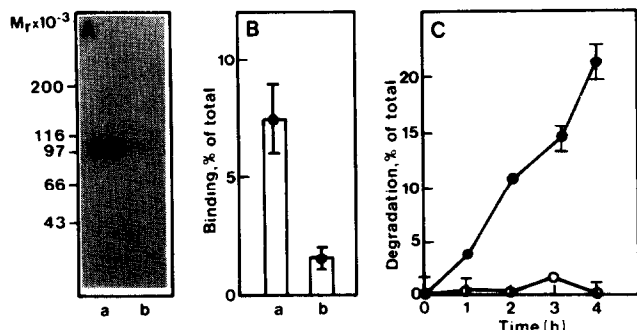 Mr×10-3
A
200
116
97
66
43
a b
B
Binding, % of total
10
5
0
a b
C
Degradation, % of total
20
15
10
5
0
0 1 2 3 4
Time (h)